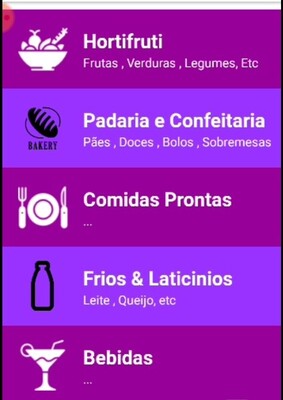 Hortifruti
Frutas , Verduras , Legumes, Etc
Padaria e Confeitaria
BAKERY
Pães , Doces , Bolos , Sobremesas
Comidas Prontas
...
Frios & Laticinios
Leite , Queijo, etc
Bebidas
...